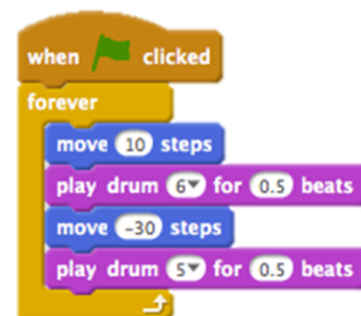 when clicked
forever
move 10 steps
play drum 6 for 0.5 beats
move -30 steps
play drum 5 for 0.5 beats